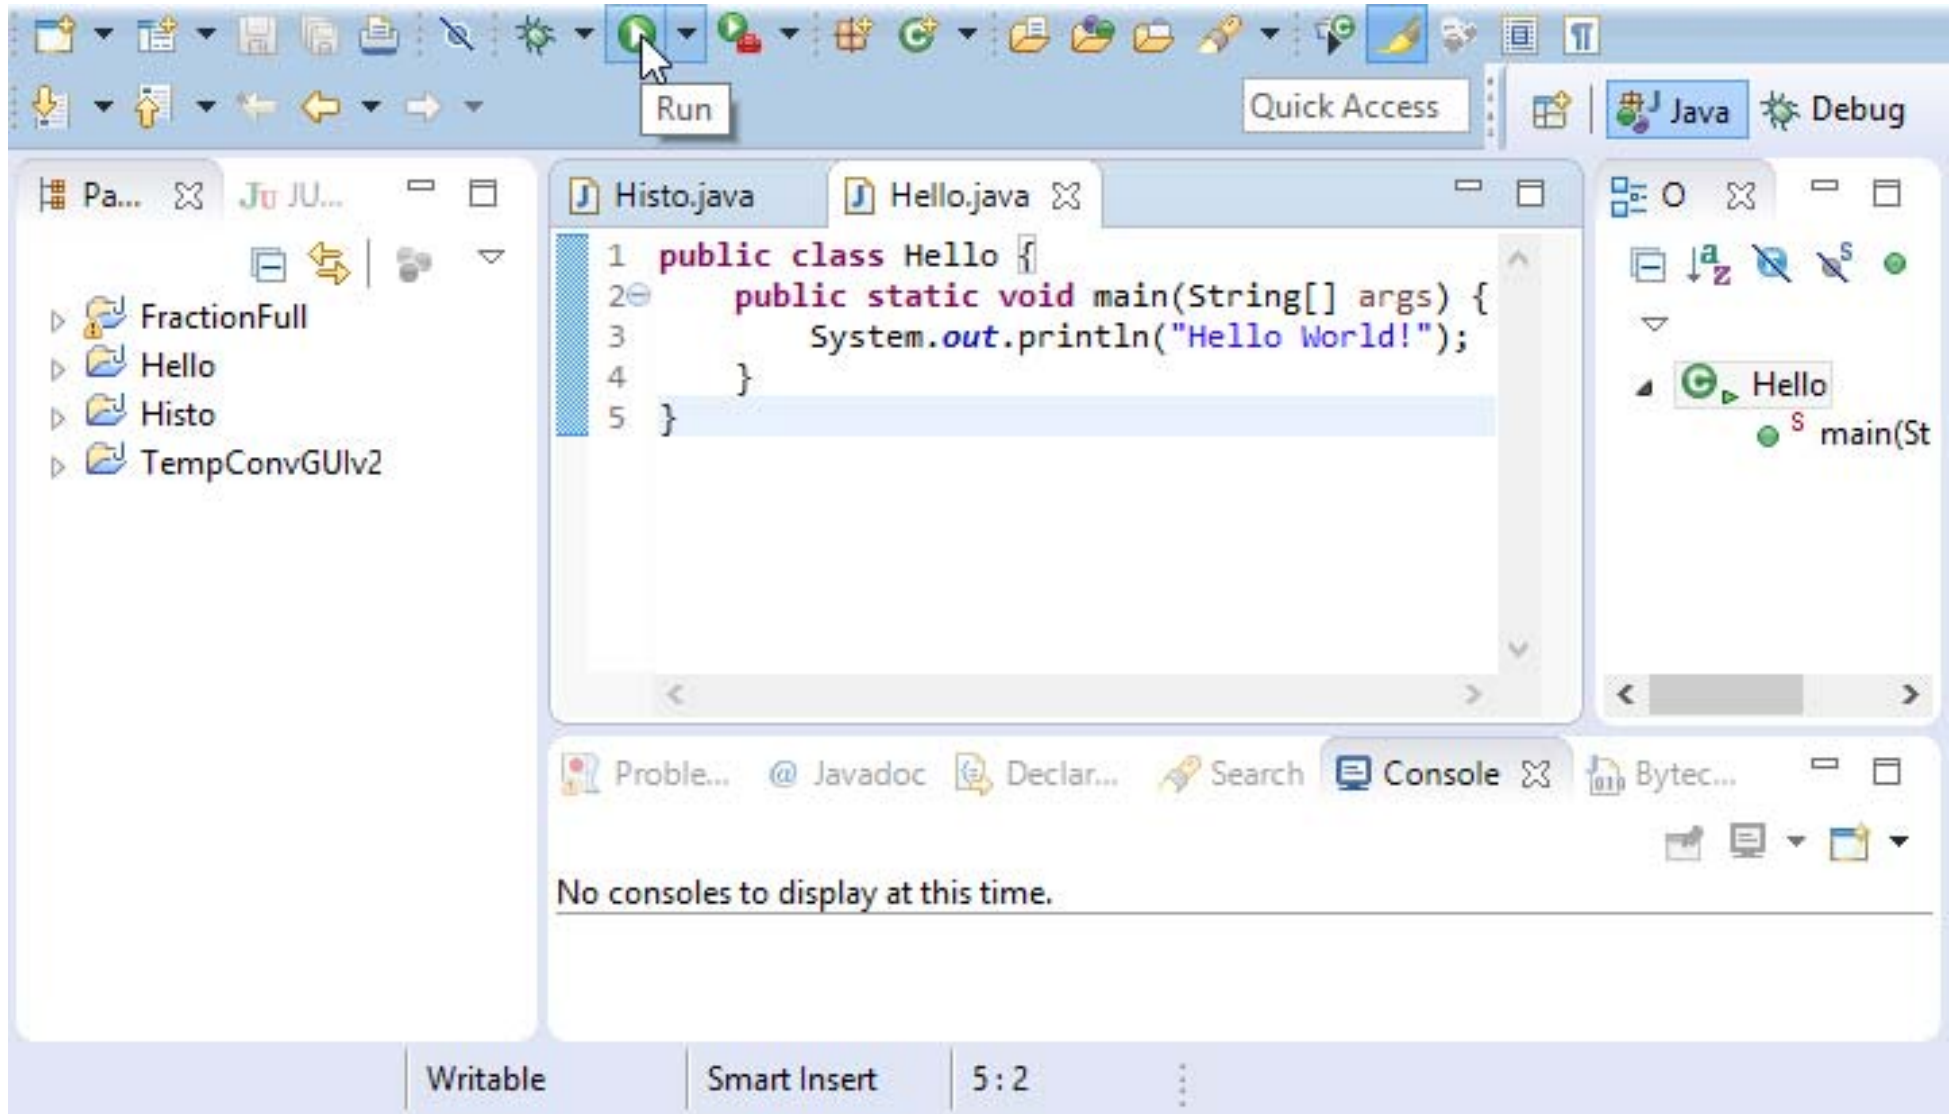 Run
Quick Access
Java
Debug
Pa...
Ju JU...
FractionFull
Hello
Histo
TempConvGUIv2
Histo.java
Hello.java
1 public class Hello {
2 public static void main(String[] args) {
3 System.out.println("Hello World!");
4 }
5 }
O
Hello
S main(St
Proble...
@ Javadoc
Declar...
Search
Console
Bytec...
No consoles to display at this time.
Writable
Smart Insert
5 : 2